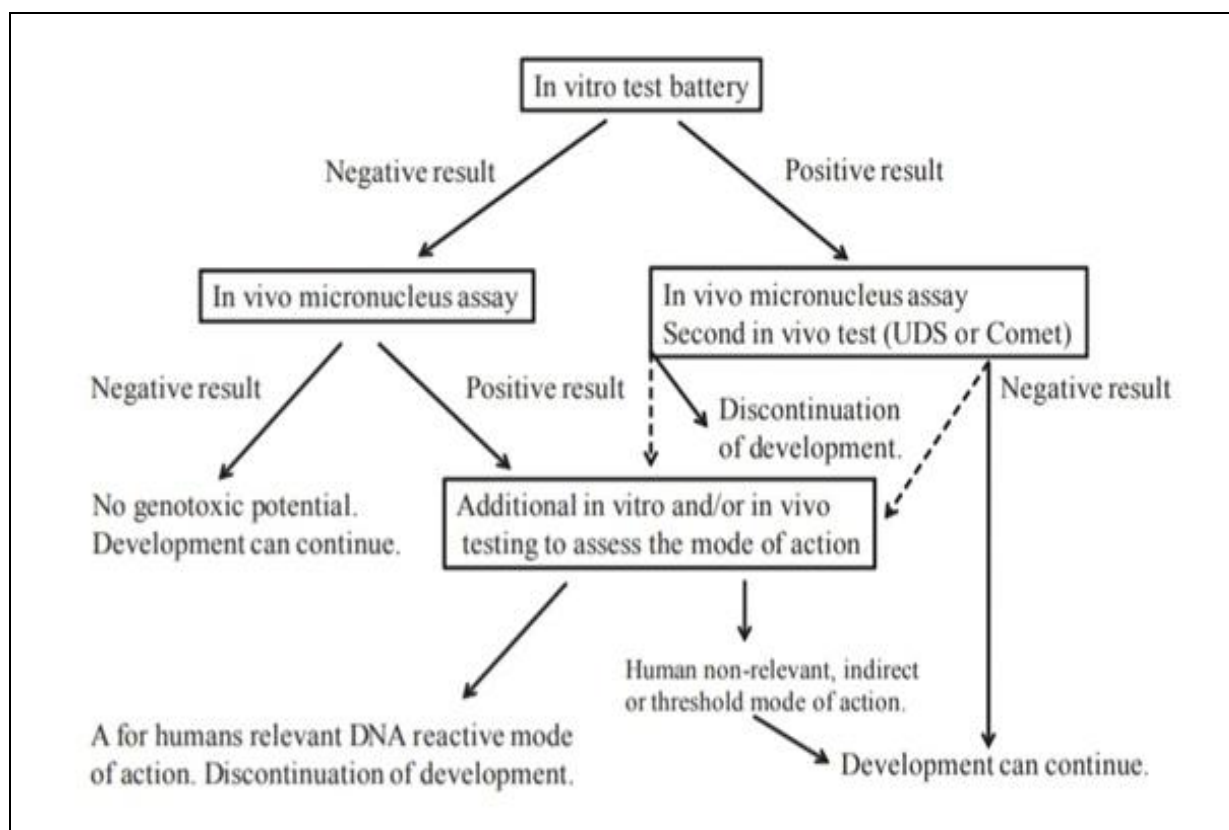 In vitro test battery
Negative result
Positive result
In vivo micronucleus assay
In vivo micronucleus assay
Second in vivo test (UDS or Comet)
Negative result
Positive result
Negative result
Discontinuation
of development.
No genotoxic potential.
Development can continue.
Additional in vitro and/or in vivo
testing to assess the mode of action
Human non-relevant, indirect
or threshold mode of action.
A for humans relevant DNA reactive mode
of action. Discontinuation of development.
Development can continue.